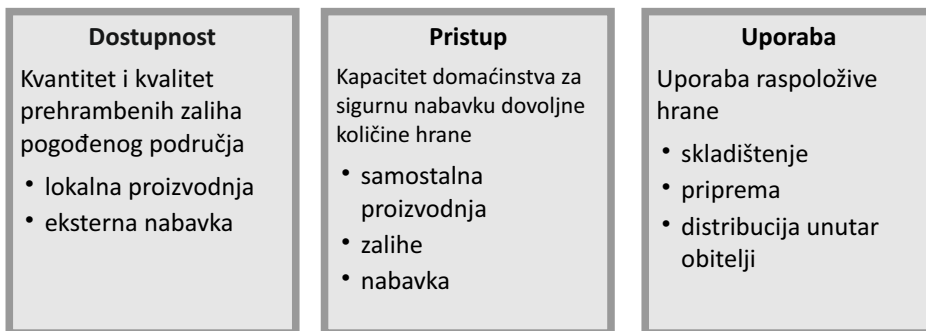 Dostupnost
Kvantitet i kvalitet
prehrambenih zaliha
pogođenog područja
• lokalna proizvodnja
• eksterna nabavka
Pristup
Kapacitet domaćinstva za
sigurnu nabavku dovoljne
količine hrane
• samostalna
proizvodnja
• zalihe
• nabavka
Uporaba
Uporaba raspoložive
hrane
• skladištenje
• priprema
• distribucija unutar
obitelji